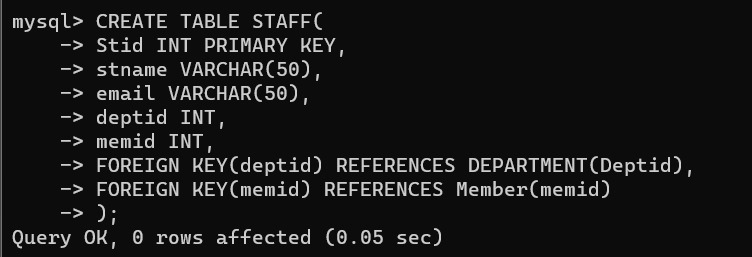 mysql> CREATE TABLE STAFF(
    -> Stid INT PRIMARY KEY,
    -> stname VARCHAR(50),
    -> email VARCHAR(50),
    -> deptid INT,
    -> memid INT,
    -> FOREIGN KEY(deptid) REFERENCES DEPARTMENT(Deptid),
    -> FOREIGN KEY(memid) REFERENCES Member(memid)
    -> );
Query OK, 0 rows affected (0.05 sec)